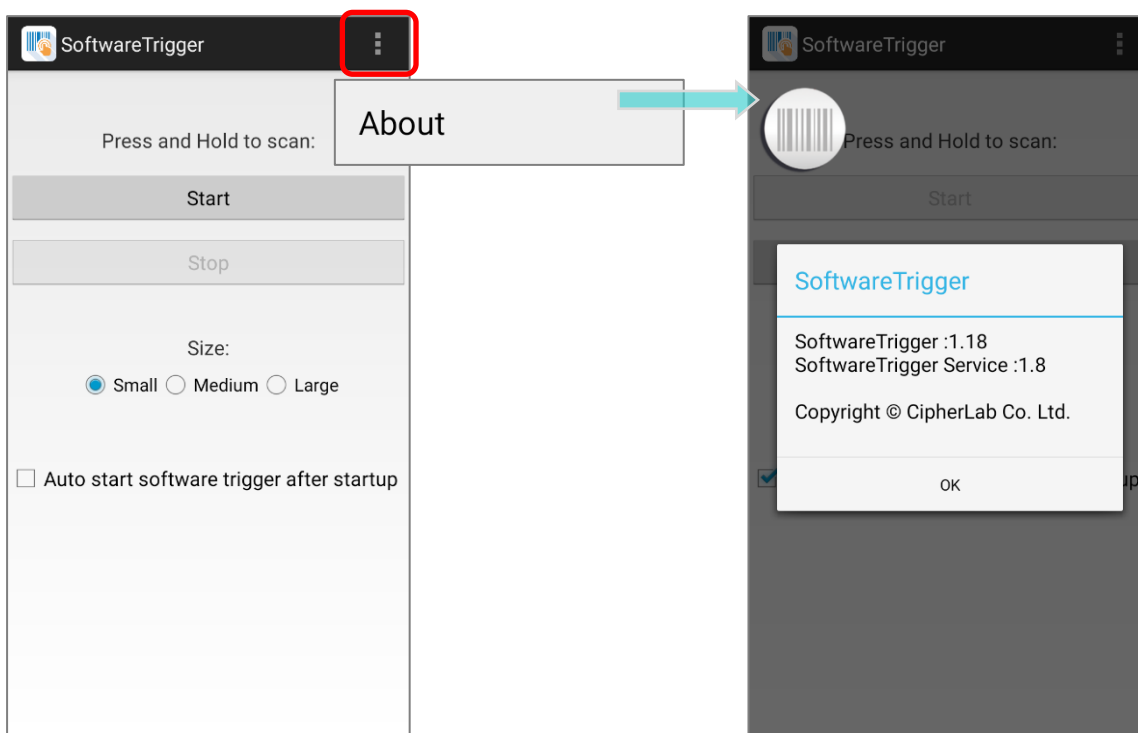 SoftwareTrigger
About
Press and Hold to scan:
Start
Stop
Size:
Small Medium Large
Auto start software trigger after startup
SoftwareTrigger
Press and Hold to scan:
Start
SoftwareTrigger
SoftwareTrigger :1.18
SoftwareTrigger Service :1.8
Copyright © CipherLab Co. Ltd.
OK
up